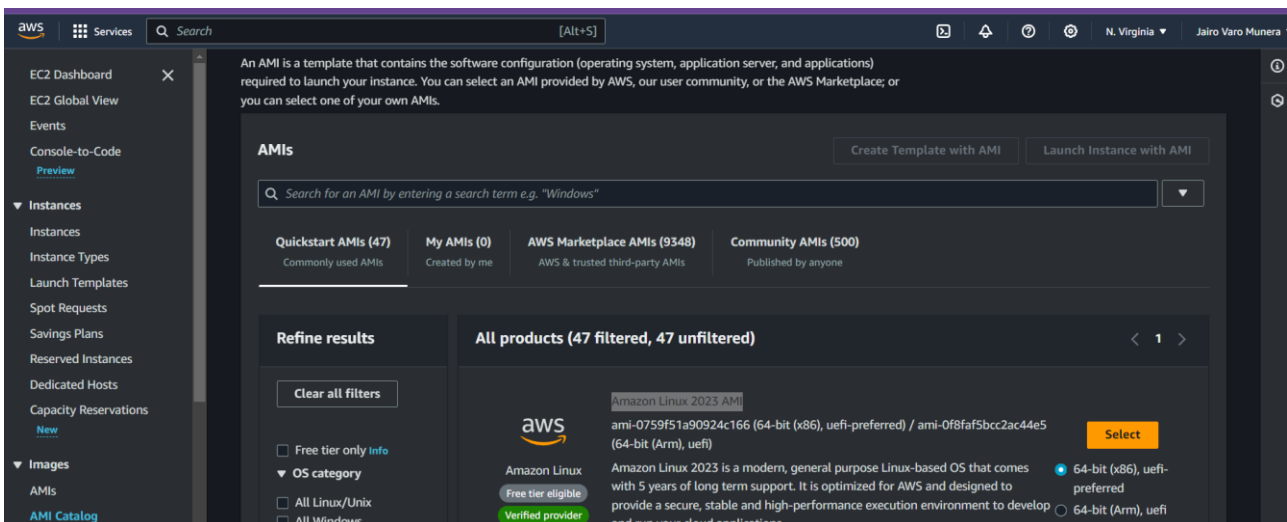 aws
Services
Search
[Alt+S]
N. Virginia
Jairo Varo Munera
EC2 Dashboard
EC2 Global View
Events
Console-to-Code
Preview
Instances
Instances
Instance Types
Launch Templates
Spot Requests
Savings Plans
Reserved Instances
Dedicated Hosts
Capacity Reservations
New
Images
AMIs
AMI Catalog
An AMI is a template that contains the software configuration (operating system, application server, and applications)
required to launch your instance. You can select an AMI provided by AWS, our user community, or the AWS Marketplace; or
you can select one of your own AMIs.
AMIs
Create Template with AMI
Launch Instance with AMI
Search for an AMI by entering a search term e.g. "Windows"
Quickstart AMIs (47)
Commonly used AMIs
My AMIs (0)
Created by me
AWS Marketplace AMIs (9348)
AWS & trusted third-party AMIs
Community AMIs (500)
Published by anyone
Refine results
Clear all filters
Free tier only Info
OS category
All Linux/Unix
All Windows
All products (47 filtered, 47 unfiltered)
1
aws
Amazon Linux
Free tier eligible
Verified provider
Amazon Linux 2023 AMI
ami-0759f51a90924c166 (64-bit (x86), uefi-preferred) / ami-0f8faf5bcc2ac44e5
(64-bit (Arm), uefi)
Amazon Linux 2023 is a modern, general purpose Linux-based OS that comes
with 5 years of long term support. It is optimized for AWS and designed to
provide a secure, stable and high-performance execution environment to develop
and run your cloud applications.
Select
64-bit (x86), uefi-
preferred
64-bit (Arm), uefi